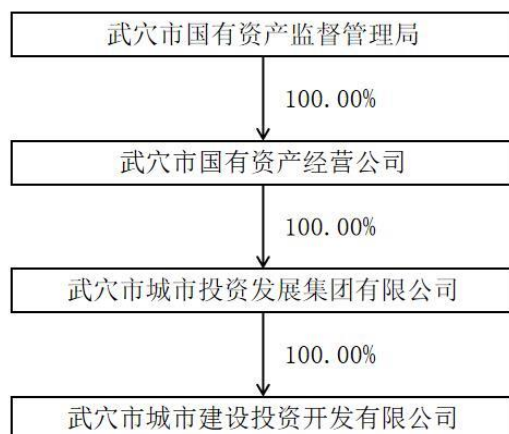 武穴市国有资产监督管理局
100.00%
武穴市国有资产经营公司
100.00%
武穴市城市投资发展集团有限公司
100.00%
武穴市城市建设投资开发有限公司